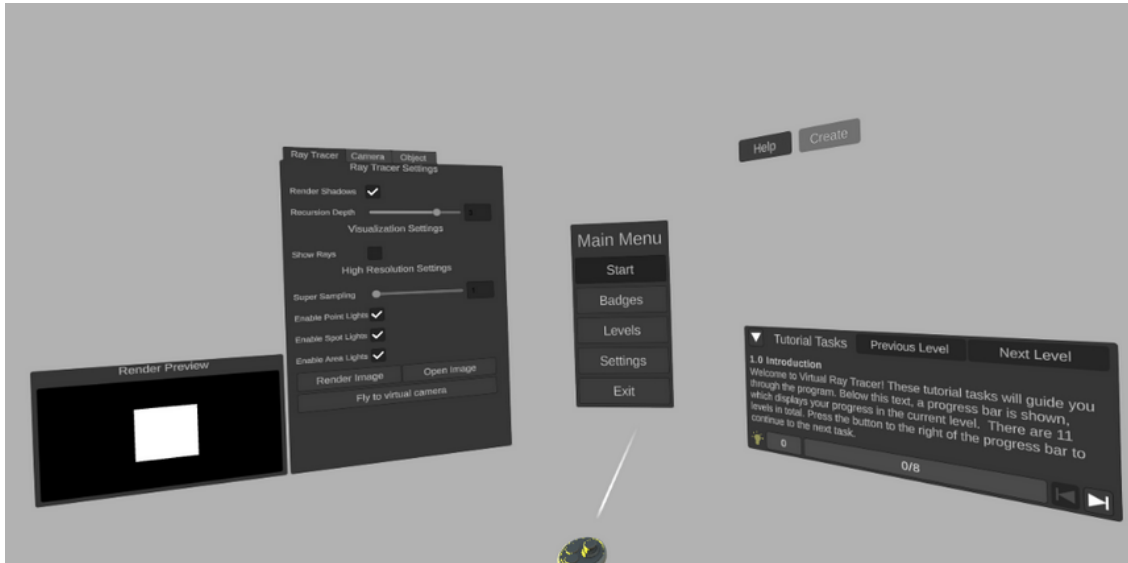 Help
Create
Ray Tracer
Camera
Object
Ray Tracer Settings
Render Shadows
Recursion Depth
Visualization Settings
Show Rays
High Resolution Settings
Super Sampling
Enable Point Lights
Enable Spot Lights
Enable Area Lights
Render Image
Open Image
Fly to virtual camera
Render Preview
Main Menu
Start
Badges
Levels
Settings
Exit
Tutorial Tasks
Previous Level
Next Level
1.0 Introduction
Welcome to Virtual Ray Tracer! These tutorial tasks will guide you
through the program. Below this text, a progress bar is shown,
which displays your progress in the current level. There are 11
levels in total. Press the button to the right of the progress bar to
continue to the next task.
0
0/8